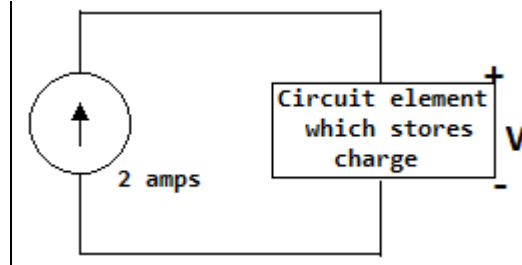 +
Circuit element
which stores
charge
V
-
2 amps